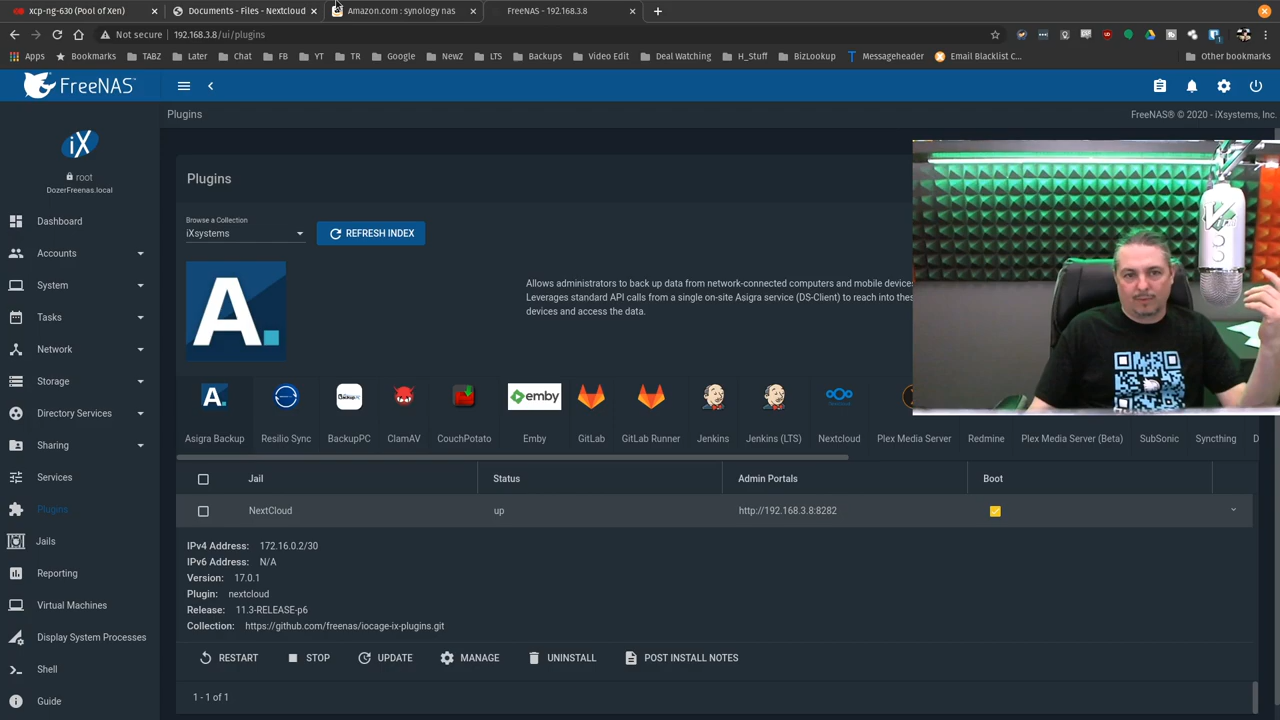 xcp-ng-630 (Pool of Xen)
Documents - Files - Nextcloud
Amazon.com : synology nas
FreeNAS - 192.168.3.8
Not secure
192.168.3.8/ui/plugins
Apps
Bookmarks
TABZ
Later
Chat
FB
YT
TR
Google
NewZ
LTS
Backups
Video Edit
Deal Watching
H_Stuff
BizLookup
Messageheader
Email Blacklist C...
Other bookmarks
FreeNAS
Plugins
FreeNAS® © 2020 - iXsystems, Inc.
iX
root
DozerFreenas.local
Dashboard
Accounts
System
Tasks
Network
Storage
Directory Services
Sharing
Services
Plugins
Jails
Reporting
Virtual Machines
Display System Processes
Shell
Guide
Plugins
Browse a Collection
iXsystems
REFRESH INDEX
A.
Allows administrators to back up data from network-connected computers and mobile devices
Leverages standard API calls from a single on-site Asigra service (DS-Client) to reach into these
devices and access the data.
emby
Asigra Backup
Resilio Sync
BackupPC
ClamAV
CouchPotato
Emby
GitLab
GitLab Runner
Jenkins
Jenkins (LTS)
Nextcloud
Plex Media Server
Redmine
Plex Media Server (Beta)
SubSonic
Syncthing
D
Jail
Status
Admin Portals
Boot
NextCloud
up
http://192.168.3.8:8282
IPv4 Address: 172.16.0.2/30
IPv6 Address: N/A
Version: 17.0.1
Plugin: nextcloud
Release: 11.3-RELEASE-p6
Collection: https://github.com/freenas/iocage-ix-plugins.git
RESTART
STOP
UPDATE
MANAGE
UNINSTALL
POST INSTALL NOTES
1 - 1 of 1